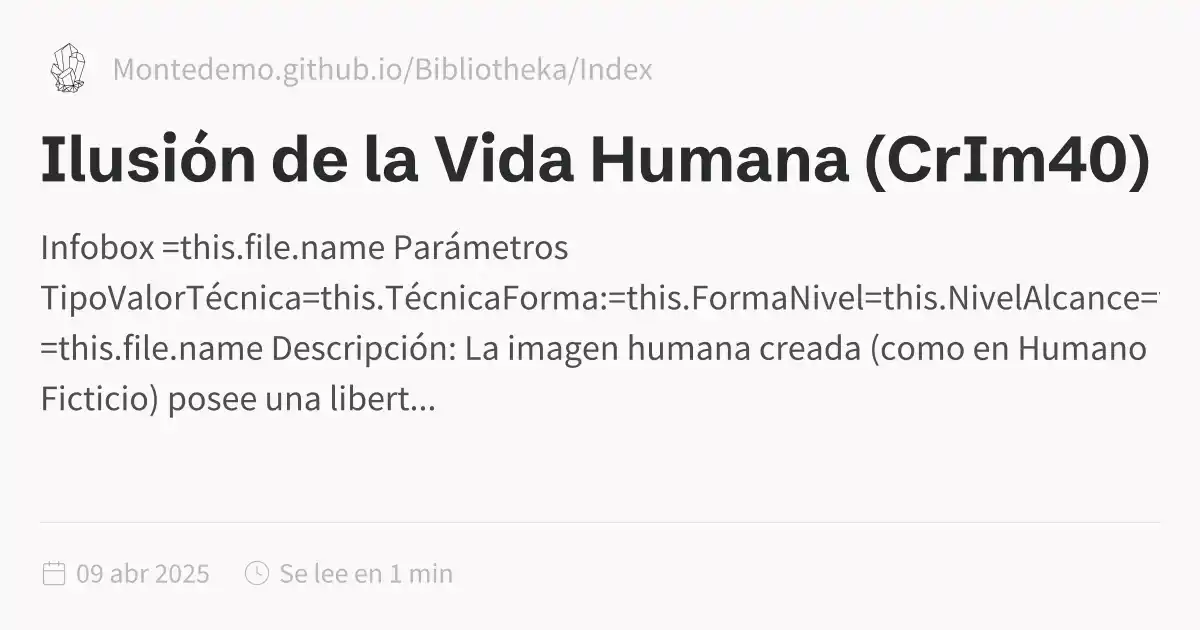 Montedemo.github.io/Bibliotheka/Index
Ilusión de la Vida Humana (CrIm40)
Infobox =this.file.name Parámetros
TipoValorTécnica=this.TécnicaForma:=this.FormaNivel=this.NivelAlcance=
=this.file.name Descripción: La imagen humana creada (como en Humano
Ficticio) posee una libert...
09 abr 2025 Se lee en 1 min